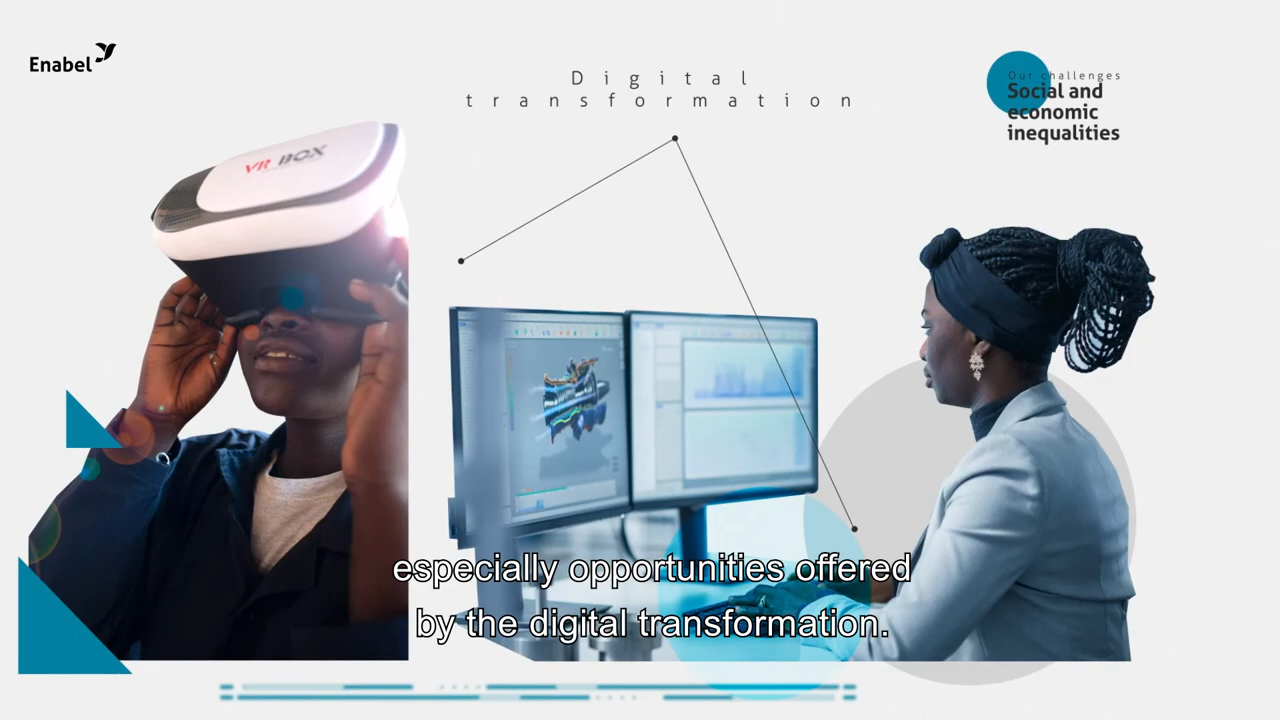 Enabel
Digital
transformation
Our challenges
Social and
economic
inequalities
VR BOX
especially opportunities offered
by the digital transformation.